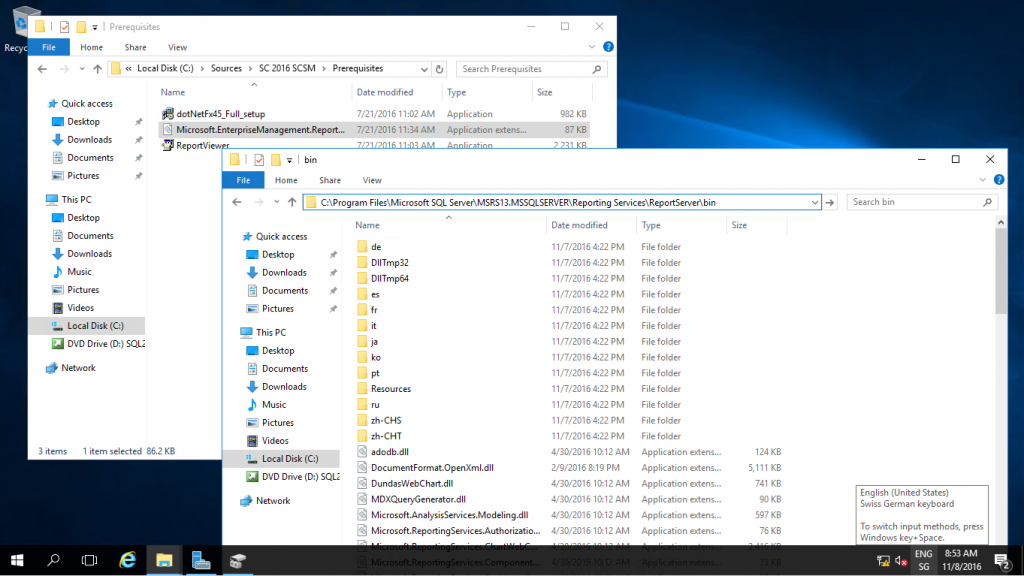 Recyc
Prerequisites
File Home Share View
« Local Disk (C:) › Sources › SC 2016 SCSM › Prerequisites
Search Prerequisites
Name Date modified Type Size
Quick access
Desktop
Downloads
Documents
Pictures
This PC
Desktop
Documents
Downloads
Music
Pictures
Videos
Local Disk (C:)
DVD Drive (D:) SQL2
Network
dotNetFx45_Full_setup 7/21/2016 11:02 AM Application 982 KB
Microsoft.EnterpriseManagement.Report... 7/21/2016 11:34 AM Application extens... 87 KB
ReportViewer 7/21/2016 11:03 AM Application 2,231 KB
3 items 1 item selected 86.2 KB
bin
File Home Share View
C:\Program Files\Microsoft SQL Server\MSRS13.MSSQLSERVER\Reporting Services\ReportServer\bin
Search bin
Name Date modified Type Size
Quick access
Desktop
Downloads
Documents
Pictures
This PC
Desktop
Documents
Downloads
Music
Pictures
Videos
Local Disk (C:)
DVD Drive (D:) SQL2
Network
de 11/7/2016 4:22 PM File folder
DllTmp32 11/7/2016 4:22 PM File folder
DllTmp64 11/7/2016 4:22 PM File folder
es 11/7/2016 4:22 PM File folder
fr 11/7/2016 4:22 PM File folder
it 11/7/2016 4:22 PM File folder
ja 11/7/2016 4:22 PM File folder
ko 11/7/2016 4:22 PM File folder
pt 11/7/2016 4:22 PM File folder
Resources 11/7/2016 4:22 PM File folder
ru 11/7/2016 4:22 PM File folder
zh-CHS 11/7/2016 4:22 PM File folder
zh-CHT 11/7/2016 4:22 PM File folder
adodb.dll 4/30/2016 10:12 AM Application extens... 124 KB
DocumentFormat.OpenXml.dll 2/9/2016 8:19 PM Application extens... 5,111 KB
DundasWebChart.dll 4/30/2016 10:12 AM Application extens... 741 KB
MDXQueryGenerator.dll 4/30/2016 10:12 AM Application extens... 90 KB
Microsoft.AnalysisServices.Modeling.dll 4/30/2016 10:12 AM Application extens... 597 KB
Microsoft.ReportingServices.Authorizatio... 4/30/2016 10:12 AM Application extens... 76 KB
Microsoft.ReportingServices.ChartWebC... 4/30/2016 10:12 AM Application extens... 2,416 KB
Microsoft.ReportingServices.Componen... 4/30/2016 10:12 AM Application extens... 73 KB
English (United States)
Swiss German keyboard
To switch input methods, press
Windows key+Space.
ENG
SG
8:53 AM
11/8/2016
2